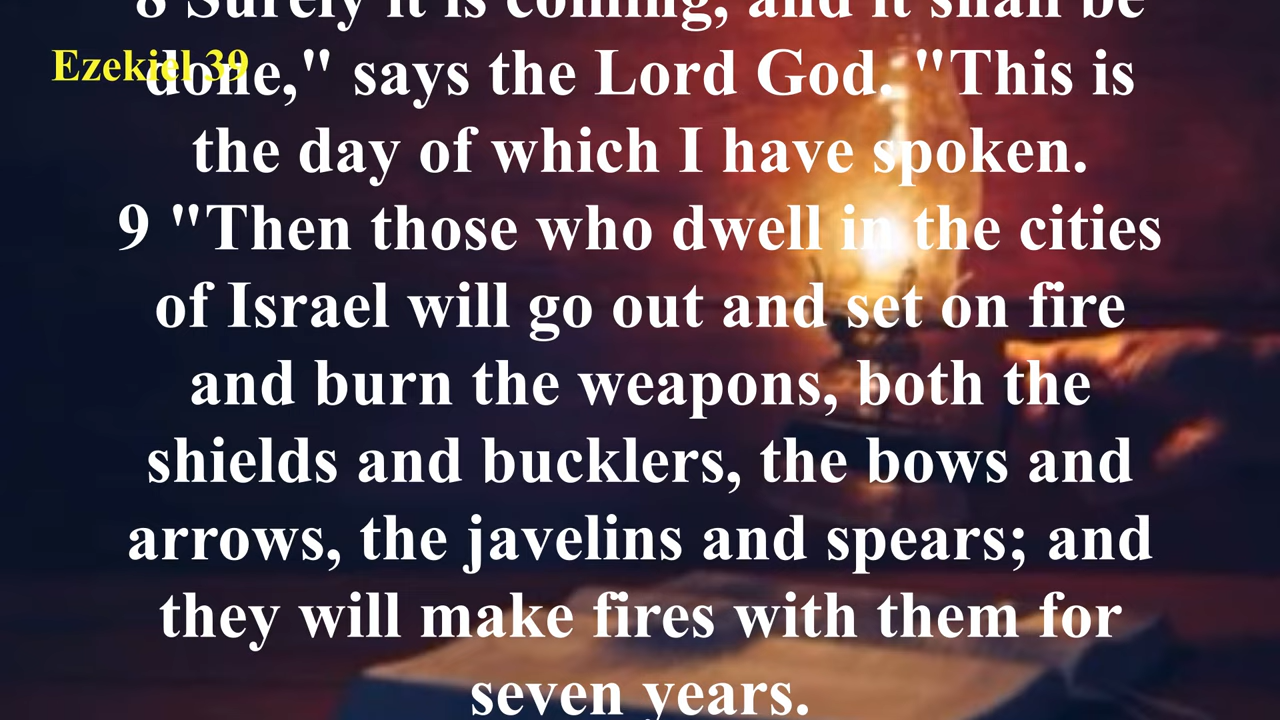 8 Surely it is coming, and it shall be
Ezekiel 39
done," says the Lord God. "This is
the day of which I have spoken.
9 "Then those who dwell in the cities
of Israel will go out and set on fire
and burn the weapons, both the
shields and bucklers, the bows and
arrows, the javelins and spears; and
they will make fires with them for
seven years.